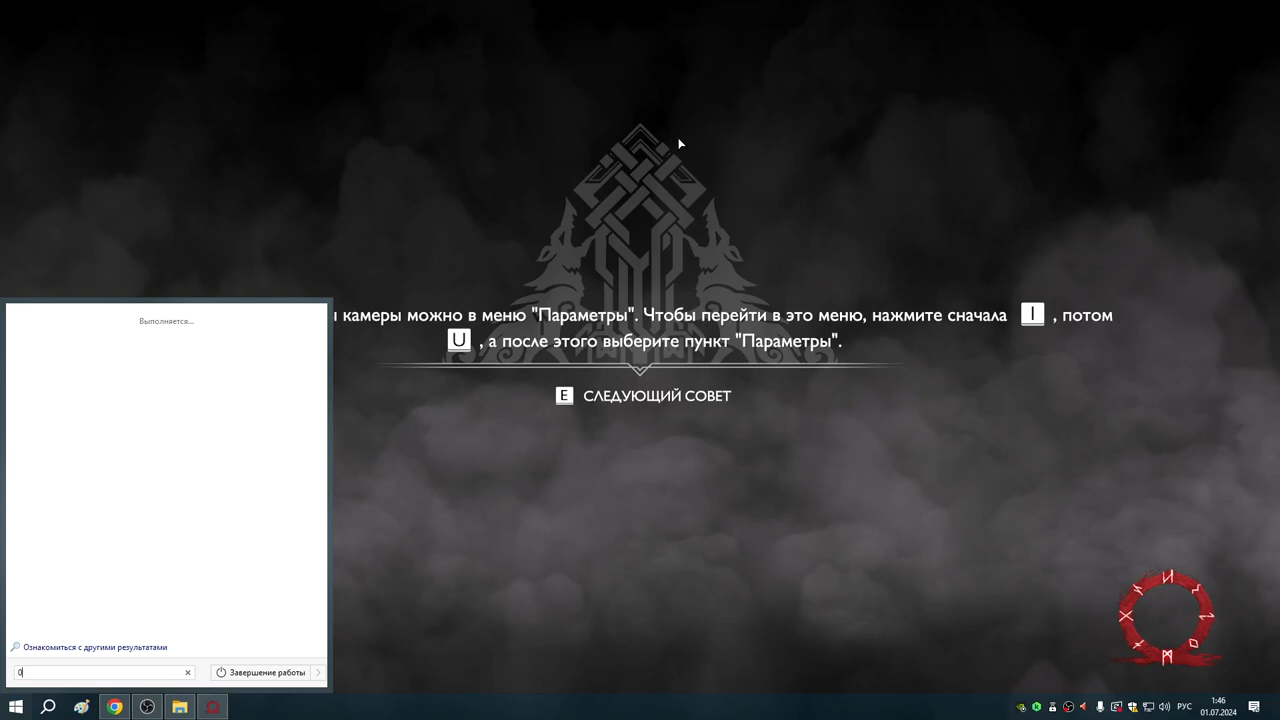 Выполняется...
и камеры можно в меню "Параметры". Чтобы перейти в это меню, нажмите сначала I , потом
U , а после этого выберите пункт "Параметры".
E СЛЕДУЮЩИЙ СОВЕТ
Ознакомиться с другими результатами
0
Завершение работы
РУС
1:46
01.07.2024